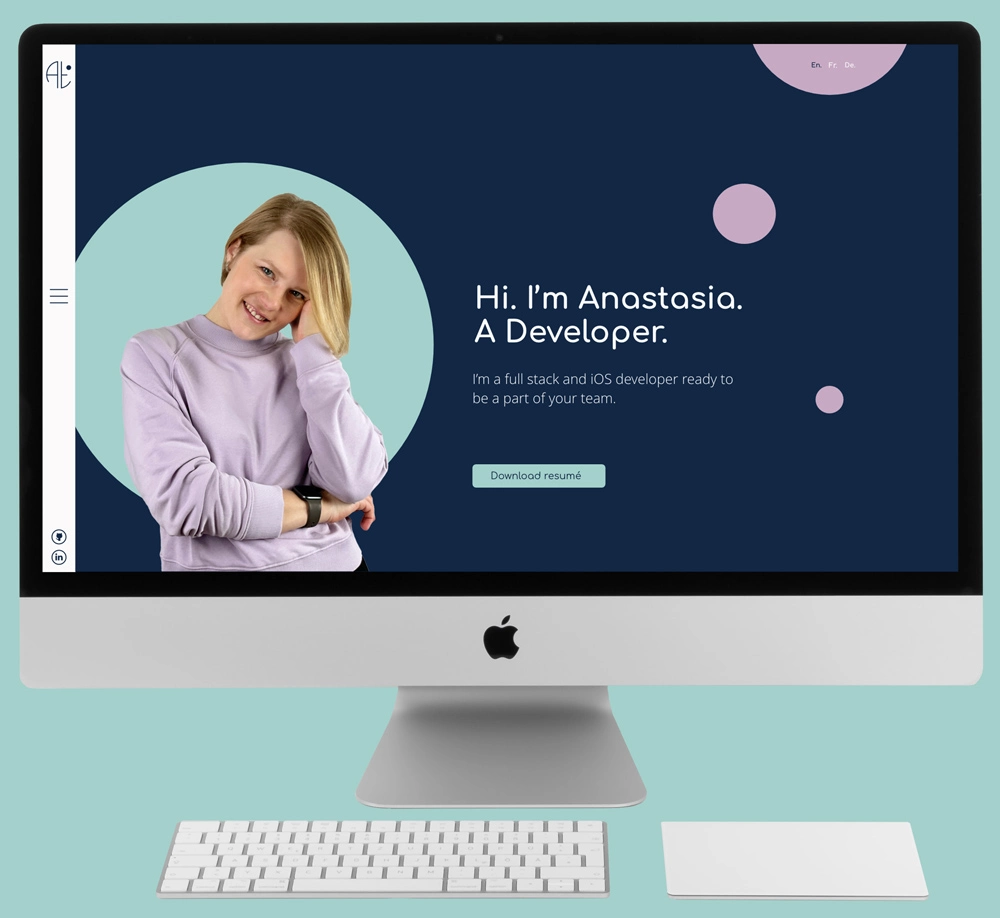 At
En. Fr. De.
Hi. I’m Anastasia.
A Developer.
I’m a full stack and iOS developer ready to
be a part of your team.
Download resumé
in